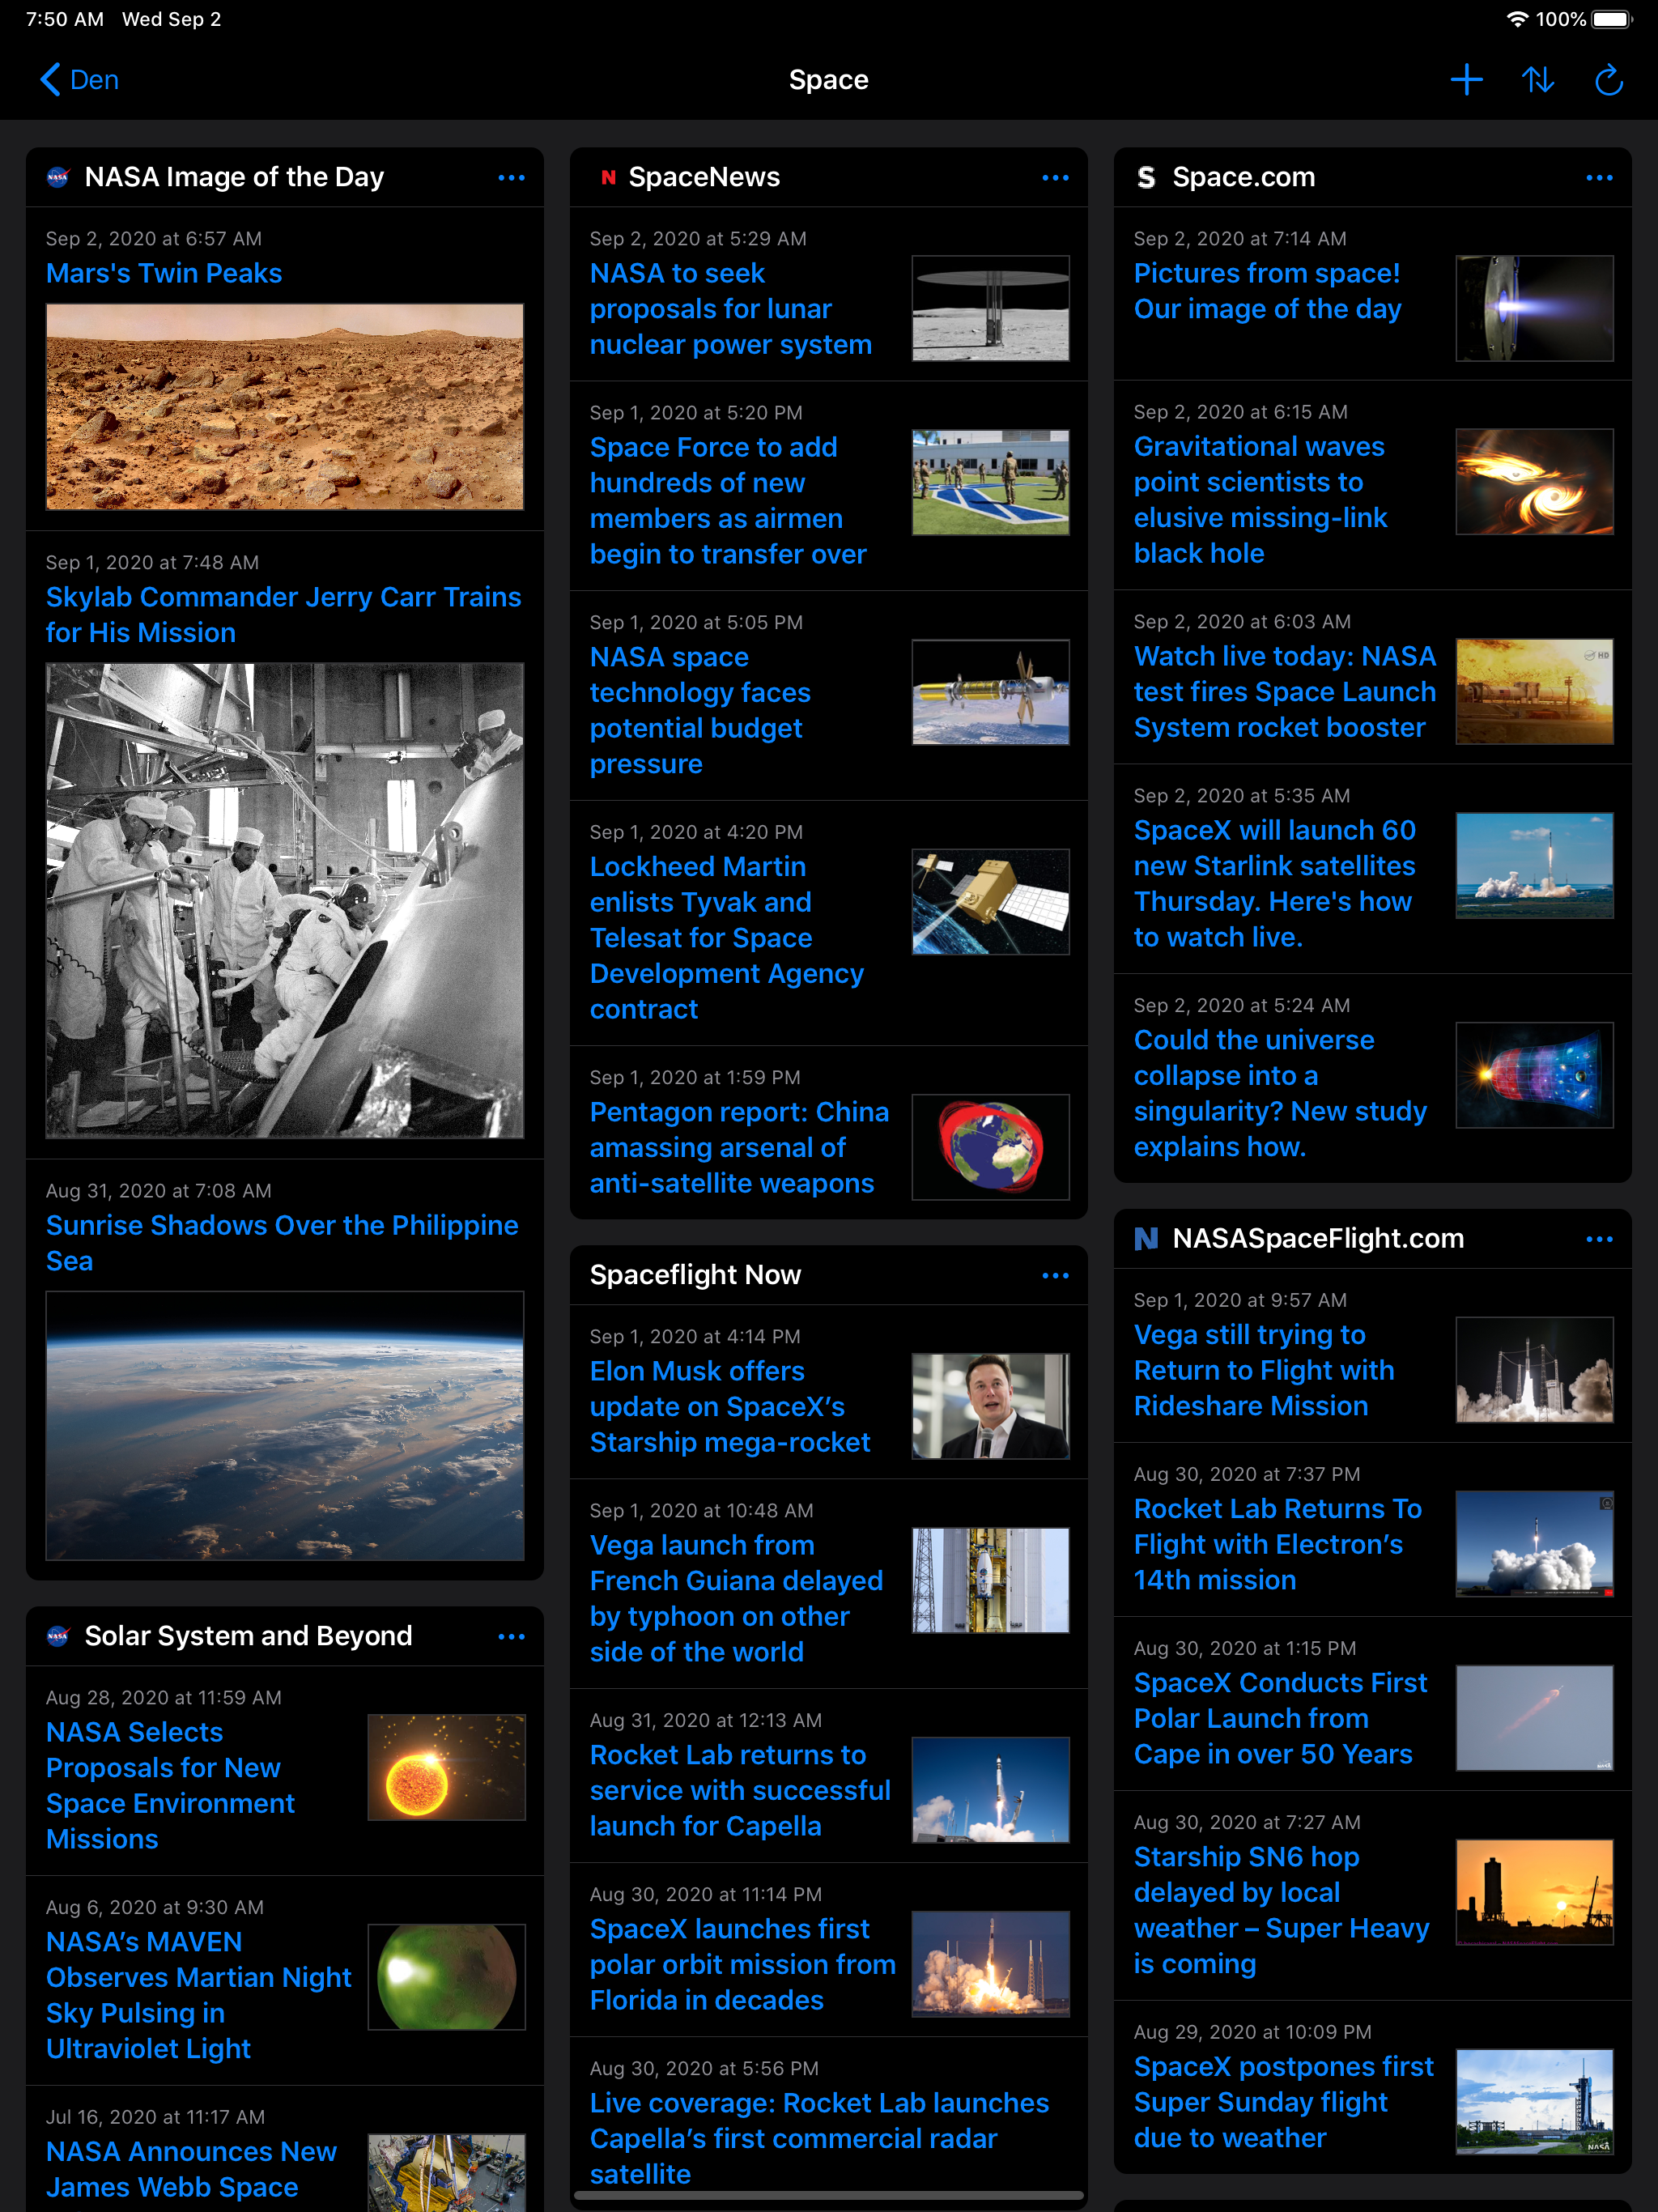 7:50 AM Wed Sep 2
100%
Den
Space
NASA Image of the Day
Sep 2, 2020 at 6:57 AM
Mars's Twin Peaks
Sep 1, 2020 at 7:48 AM
Skylab Commander Jerry Carr Trains
for His Mission
Aug 31, 2020 at 7:08 AM
Sunrise Shadows Over the Philippine
Sea
NASA
Solar System and Beyond
Aug 28, 2020 at 11:59 AM
NASA Selects
Proposals for New
Space Environment
Missions
Aug 6, 2020 at 9:30 AM
NASA’s MAVEN
Observes Martian Night
Sky Pulsing in
Ultraviolet Light
Jul 16, 2020 at 11:17 AM
NASA Announces New
James Webb Space
N
SpaceNews
Sep 2, 2020 at 5:29 AM
NASA to seek
proposals for lunar
nuclear power system
Sep 1, 2020 at 5:20 PM
Space Force to add
hundreds of new
members as airmen
begin to transfer over
Sep 1, 2020 at 5:05 PM
NASA space
technology faces
potential budget
pressure
Sep 1, 2020 at 4:20 PM
Lockheed Martin
enlists Tyvak and
Telesat for Space
Development Agency
contract
Sep 1, 2020 at 1:59 PM
Pentagon report: China
amassing arsenal of
anti-satellite weapons
Spaceflight Now
Sep 1, 2020 at 4:14 PM
Elon Musk offers
update on SpaceX’s
Starship mega-rocket
Sep 1, 2020 at 10:48 AM
Vega launch from
French Guiana delayed
by typhoon on other
side of the world
Aug 31, 2020 at 12:13 AM
Rocket Lab returns to
service with successful
launch for Capella
Aug 30, 2020 at 11:14 PM
SpaceX launches first
polar orbit mission from
Florida in decades
Aug 30, 2020 at 5:56 PM
Live coverage: Rocket Lab launches
Capella’s first commercial radar
satellite
S
Space.com
Sep 2, 2020 at 7:14 AM
Pictures from space!
Our image of the day
Sep 2, 2020 at 6:15 AM
Gravitational waves
point scientists to
elusive missing-link
black hole
Sep 2, 2020 at 6:03 AM
Watch live today: NASA
test fires Space Launch
System rocket booster
HD
Sep 2, 2020 at 5:35 AM
SpaceX will launch 60
new Starlink satellites
Thursday. Here's how
to watch live.
Sep 2, 2020 at 5:24 AM
Could the universe
collapse into a
singularity? New study
explains how.
N
NASASpaceFlight.com
Sep 1, 2020 at 9:57 AM
Vega still trying to
Return to Flight with
Rideshare Mission
Aug 30, 2020 at 7:37 PM
Rocket Lab Returns To
Flight with Electron’s
14th mission
Aug 30, 2020 at 1:15 PM
SpaceX Conducts First
Polar Launch from
Cape in over 50 Years
Aug 30, 2020 at 7:27 AM
Starship SN6 hop
delayed by local
weather – Super Heavy
is coming
Aug 29, 2020 at 10:09 PM
SpaceX postpones first
Super Sunday flight
due to weather
NASA